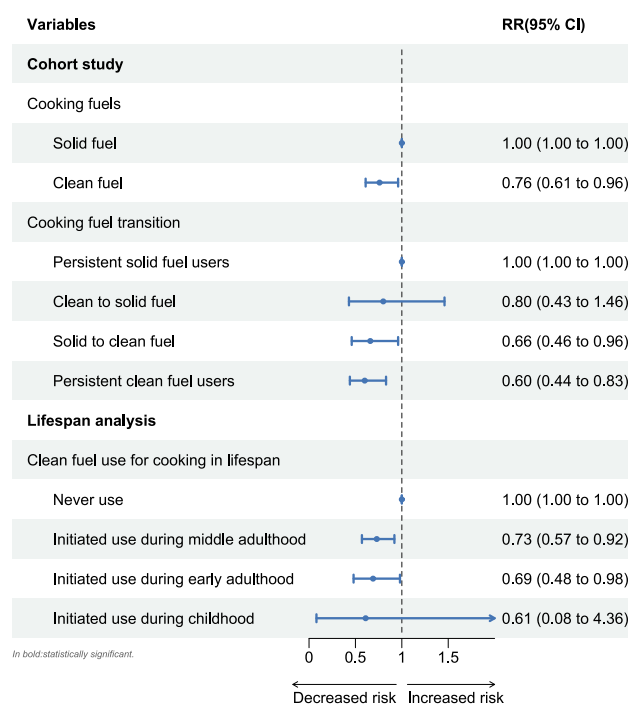 Variables RR(95% CI)
Cohort study
Cooking fuels
Solid fuel 1.00 (1.00 to 1.00)
Clean fuel 0.76 (0.61 to 0.96)
Cooking fuel transition
Persistent solid fuel users 1.00 (1.00 to 1.00)
Clean to solid fuel 0.80 (0.43 to 1.46)
Solid to clean fuel 0.66 (0.46 to 0.96)
Persistent clean fuel users 0.60 (0.44 to 0.83)
Lifespan analysis
Clean fuel use for cooking in lifespan
Never use 1.00 (1.00 to 1.00)
Initiated use during middle adulthood 0.73 (0.57 to 0.92)
Initiated use during early adulthood 0.69 (0.48 to 0.98)
Initiated use during childhood 0.61 (0.08 to 4.36)
In bold:statistically significant.
0 0.5 1 1.5
Decreased risk Increased risk